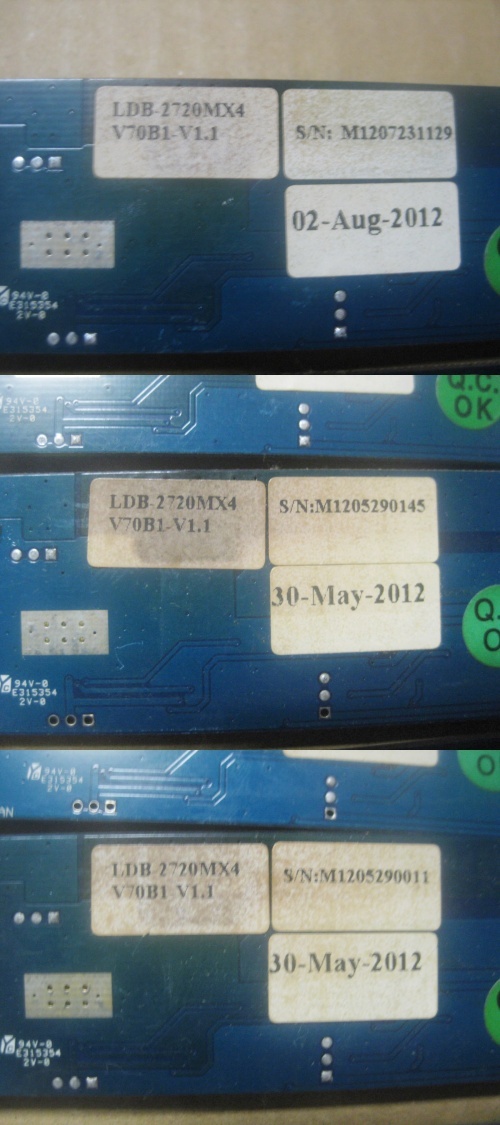 LDB-2720MX4
V70B1-V1.1
S/N: M1207231129
02-Aug-2012
94V-0
E315354
2V-0
94V-0
E315354
2V-0
Q.C.
OK
LDB-2720MX4
V70B1-V1.1
S/N:M1205290145
30-May-2012
Q.
94V-0
E315354
2V-0
94V-0
E315354
2V-0
AN
LDB-2720MX4
V70B1 V1.1
S/N:M1205290011
30-May-2012
94V-0
E315354
2V-0